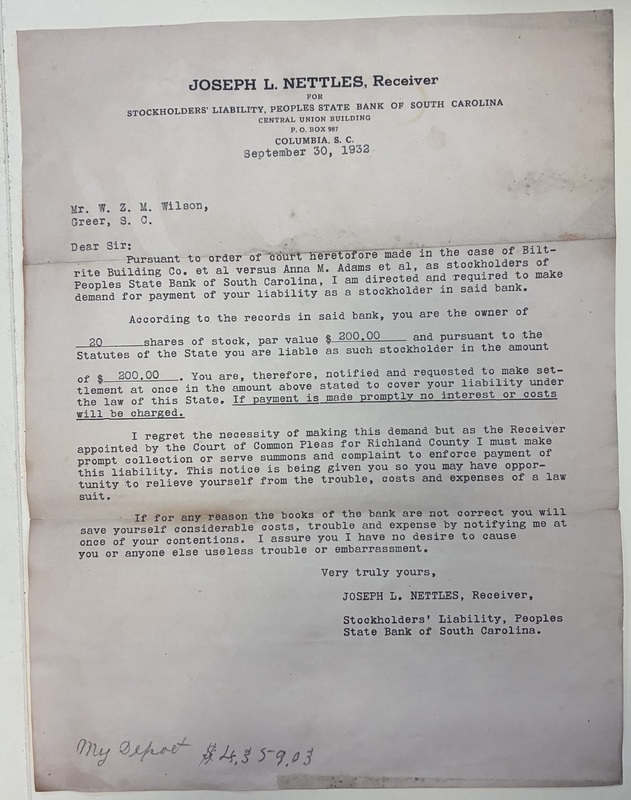 JOSEPH L. NETTLES, Receiver
FOR
STOCKHOLDERS' LIABILITY, PEOPLES STATE BANK OF SOUTH CAROLINA
CENTRAL UNION BUILDING
P. O. BOX 987
COLUMBIA, S. C.
September 30, 1932
Mr. W. Z. M. Wilson,
Greer, S. C.
Dear Sir:
Pursuant to order of court heretofore made in the case of Bilt-
rite Building Co. et al versus Anna M. Adams et al, as stockholders of
Peoples State Bank of South Carolina, I am directed and required to make
demand for payment of your liability as a stockholder in said bank.
According to the records in said bank, you are the owner of
20 shares of stock, par value $ 200.00 and pursuant to the
Statutes of the State you are liable as such stockholder in the amount
of $ 200.00 . You are, therefore, notified and requested to make set-
tlement at once in the amount above stated to cover your liability under
the law of this State. If payment is made promptly no interest or costs
will be charged.
I regret the necessity of making this demand but as the Receiver
appointed by the Court of Common Pleas for Richland County I must make
prompt collection or serve summons and complaint to enforce payment of
this liability. This notice is being given you so you may have oppor-
tunity to relieve yourself from the trouble, costs and expenses of a law
suit.
If for any reason the books of the bank are not correct you will
save yourself considerable costs, trouble and expense by notifying me at
once of your contentions. I assure you I have no desire to cause
you or anyone else useless trouble or embarrassment.
Very truly yours,
JOSEPH L. NETTLES, Receiver,
Stockholders' Liability, Peoples
State Bank of South Carolina.
My Depoet $4,359.03